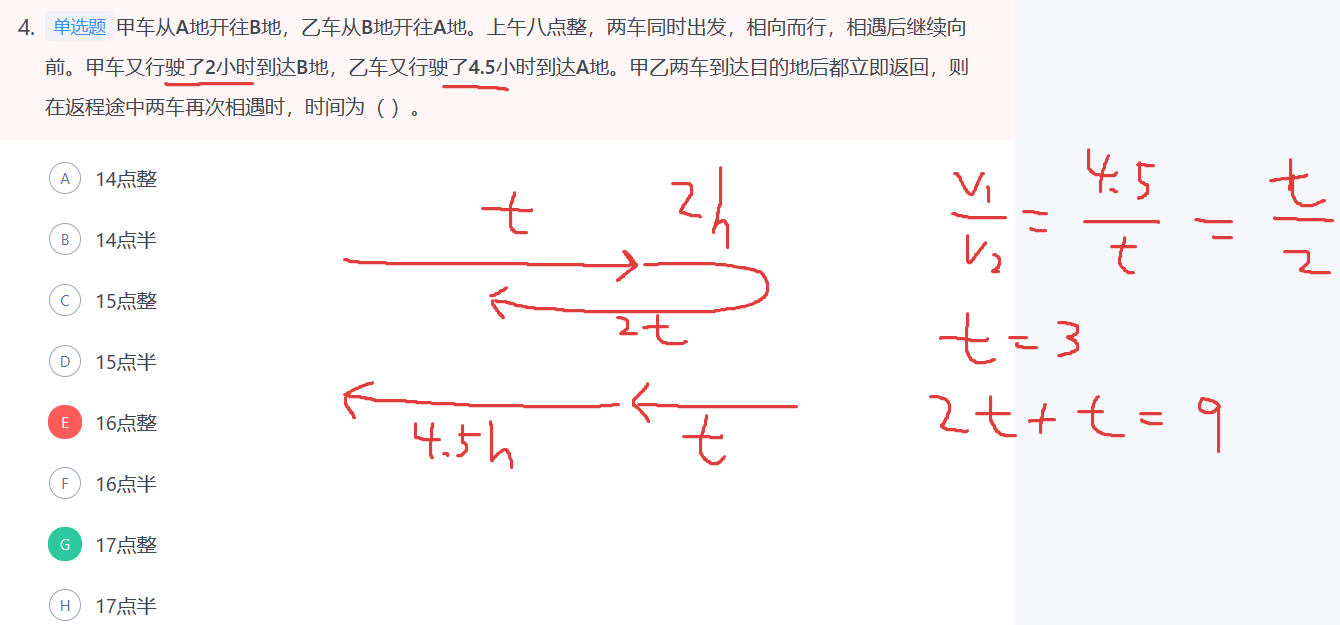 4. 单选题 甲车从A地开往B地，乙车从B地开往A地。上午八点整，两车同时出发，相向而行，相遇后继续向
前。甲车又行驶了2小时到达B地，乙车又行驶了4.5小时到达A地。甲乙两车到达目的地后都立即返回，则
在返程途中两车再次相遇时，时间为（ ）。
A 14点整
B 14点半
C 15点整
D 15点半
E 16点整
F 16点半
G 17点整
H 17点半
t 2h
2t
4.5h t
v₁/v₂ = 4.5/t = t/2
t=3
2t+t=9